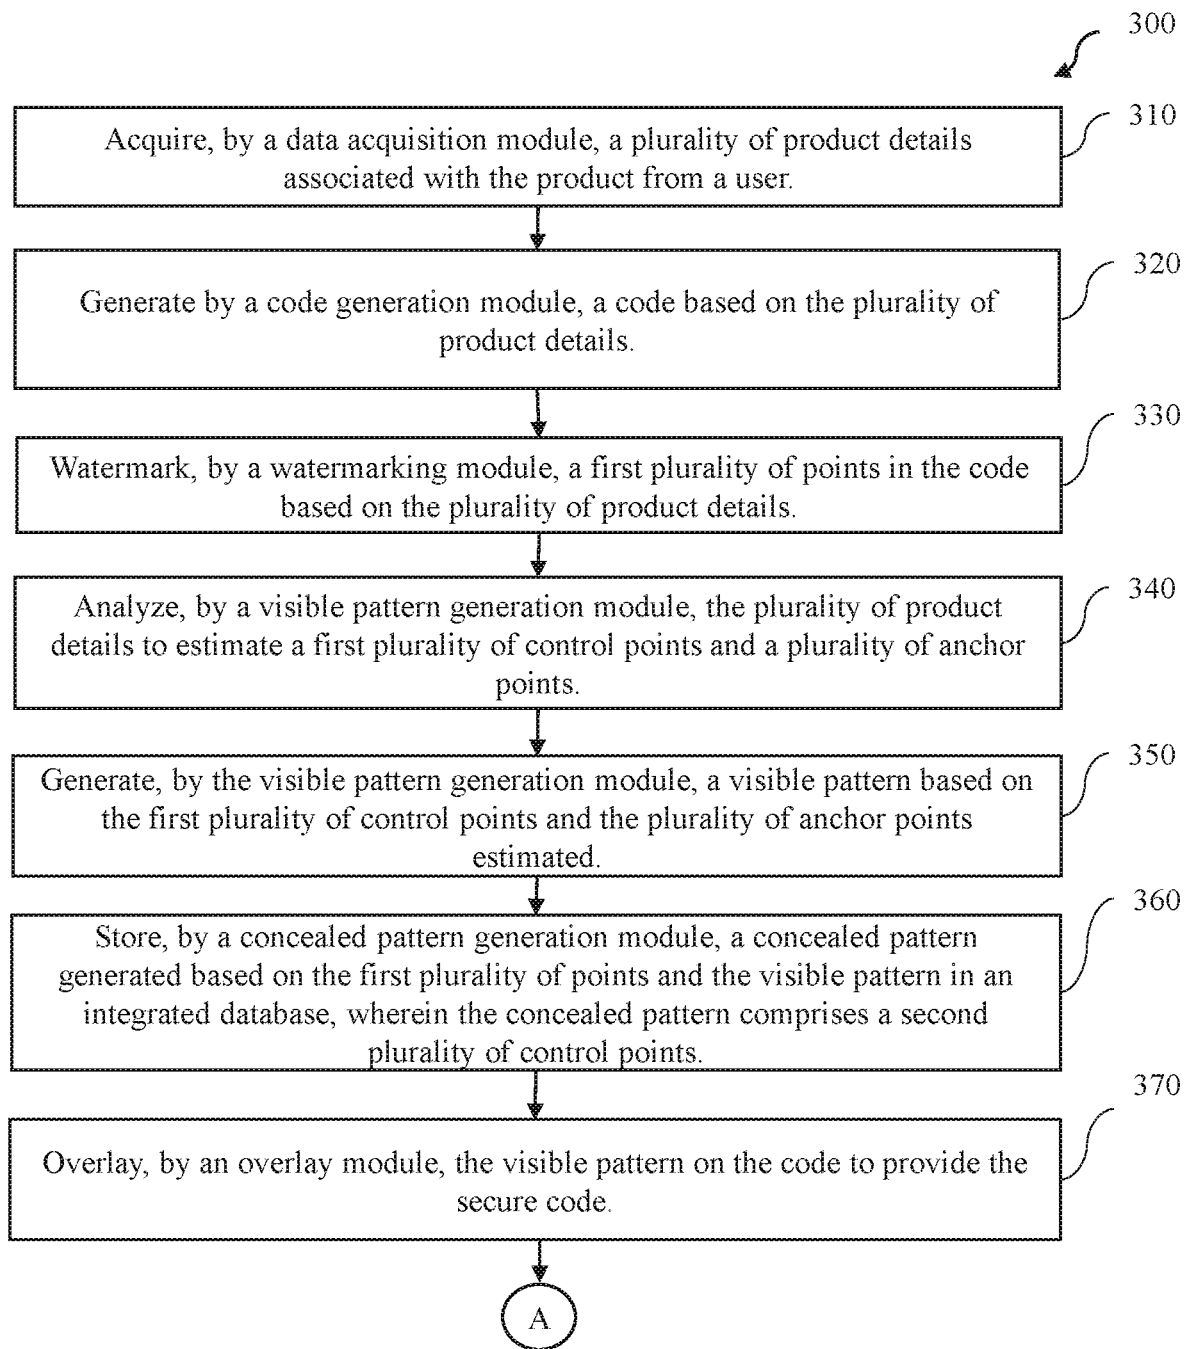 300
310
Acquire, by a data acquisition module, a plurality of product details
associated with the product from a user.
320
Generate by a code generation module, a code based on the plurality of
product details.
330
Watermark, by a watermarking module, a first plurality of points in the code
based on the plurality of product details.
340
Analyze, by a visible pattern generation module, the plurality of product
details to estimate a first plurality of control points and a plurality of anchor
points.
350
Generate, by the visible pattern generation module, a visible pattern based on
the first plurality of control points and the plurality of anchor points
estimated.
360
Store, by a concealed pattern generation module, a concealed pattern
generated based on the first plurality of points and the visible pattern in an
integrated database, wherein the concealed pattern comprises a second
plurality of control points.
370
Overlay, by an overlay module, the visible pattern on the code to provide the
secure code.
A